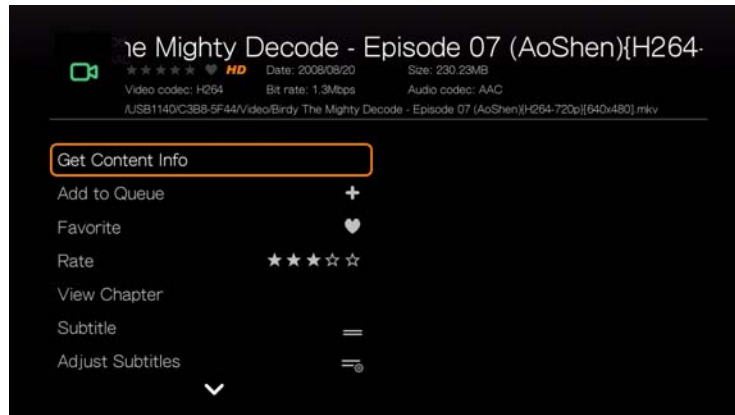 he Mighty Decode - Episode 07 (AoShen){H264-
HD Date: 2008/08/20 Size: 230.23MB
Video codec: H264 Bit rate: 1.3Mbps Audio codec: AAC
/USB1140/C3B8-5F44/Video/Birdy The Mighty Decode - Episode 07 (AoShen)(H264-720p)[640x480].mkv
Get Content Info
Add to Queue
Favorite
Rate
View Chapter
Subtitle
Adjust Subtitles